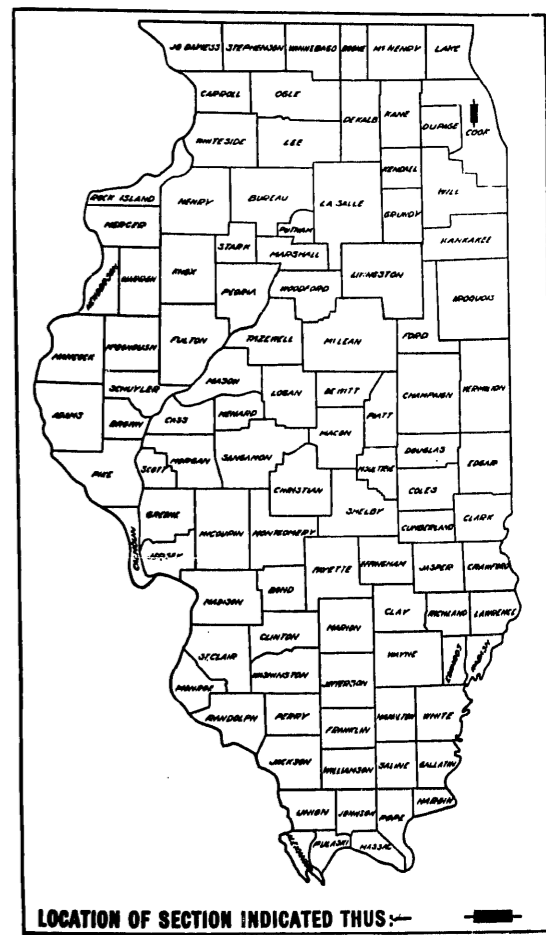 JO DAVIESS STEPHENSON WINNEBAGO BOONE McHENRY LAKE
CARROLL OGLE
DEKALB KANE
DUPAGE COOK
WHITESIDE LEE
KENDALL
WILL
ROCK ISLAND HENRY BUREAU LA SALLE
GRUNDY
MERCER
PUTNAM
KANKAKEE
STARK MARSHALL
HENDERSON WARREN KNOX
PEORIA WOODFORD LIVINGSTON
IROQUOIS
FULTON TAZEWELL McLEAN FORD
HANCOCK McDONOUGH
MASON
SCHUYLER LOGAN DEWITT
CHAMPAIGN VERMILION
ADAMS BROWN CASS MENARD
PIATT
MACON
MORGAN SANGAMON
DOUGLAS
SCOTT MOULTRIE EDGAR
PIKE CHRISTIAN COLES
SHELBY
GREENE CUMBERLAND CLARK
MACOUPIN MONTGOMERY
CALHOUN
JERSEY FAYETTE EFFINGHAM JASPER CRAWFORD
BOND
MADISON CLAY RICHLAND LAWRENCE
MARION
CLINTON
ST. CLAIR WAYNE EDWARDS WABASH
WASHINGTON
JEFFERSON
MONROE
RANDOLPH PERRY HAMILTON WHITE
FRANKLIN
JACKSON WILLIAMSON SALINE GALLATIN
HARDIN
UNION JOHNSON POPE
ALEXANDER PULASKI MASSAC
LOCATION OF SECTION INDICATED THUS:-